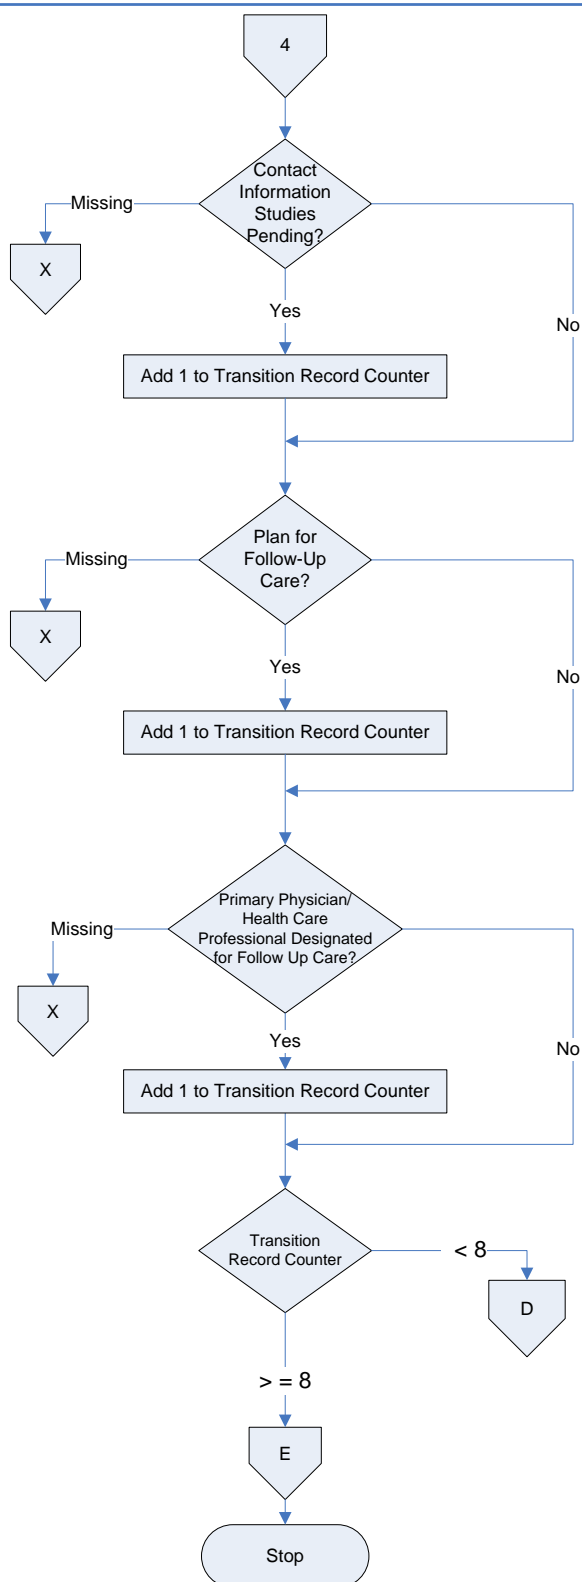 4
Contact
Information
Studies
Pending?
Missing
X
No
Yes
Add 1 to Transition Record Counter
Plan for
Follow-Up
Care?
Missing
X
No
Yes
Add 1 to Transition Record Counter
Primary Physician/
Health Care
Professional Designated
for Follow Up Care?
Missing
X
No
Yes
Add 1 to Transition Record Counter
Transition
Record Counter
< 8
D
> = 8
E
Stop